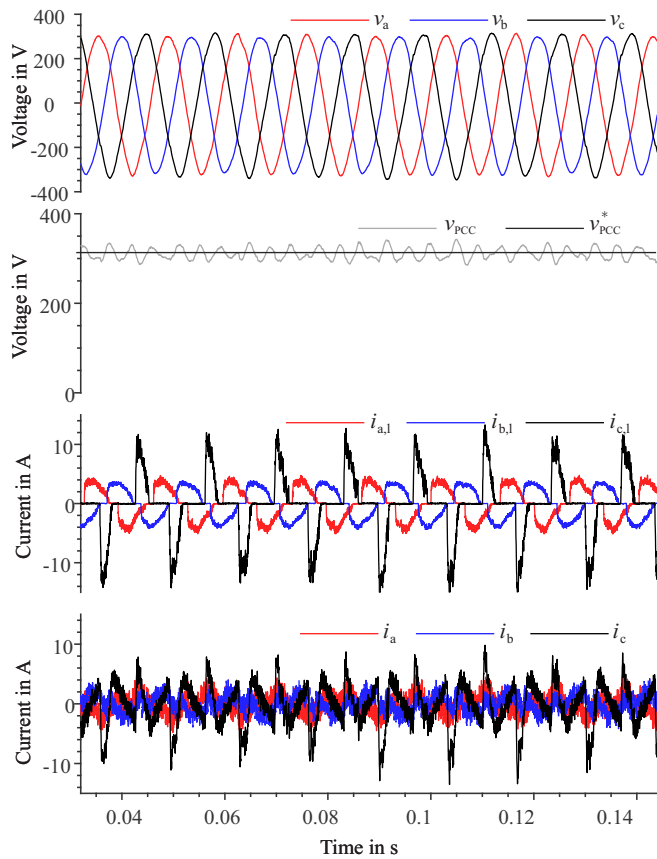 400
200
0
-200
-400
Voltage in V
v_a
v_b
v_c
400
200
0
Voltage in V
v_PCC
v*_PCC
10
0
-10
Current in A
i_a,l
i_b,l
i_c,l
10
0
-10
Current in A
i_a
i_b
i_c
0.04
0.06
0.08
0.1
0.12
0.14
Time in s